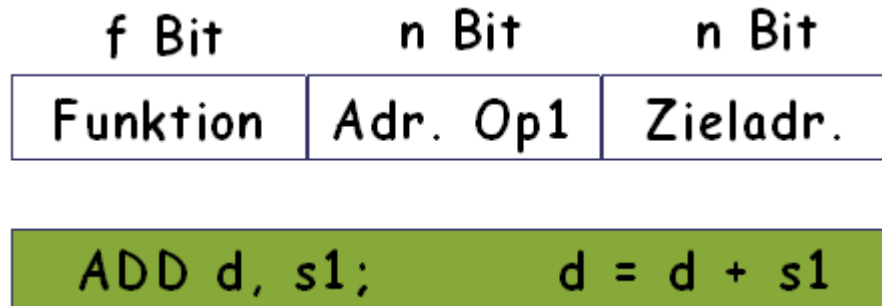 f Bit n Bit n Bit
Funktion Adr. Op1 Zieladr.
ADD d, s1; d = d + s1